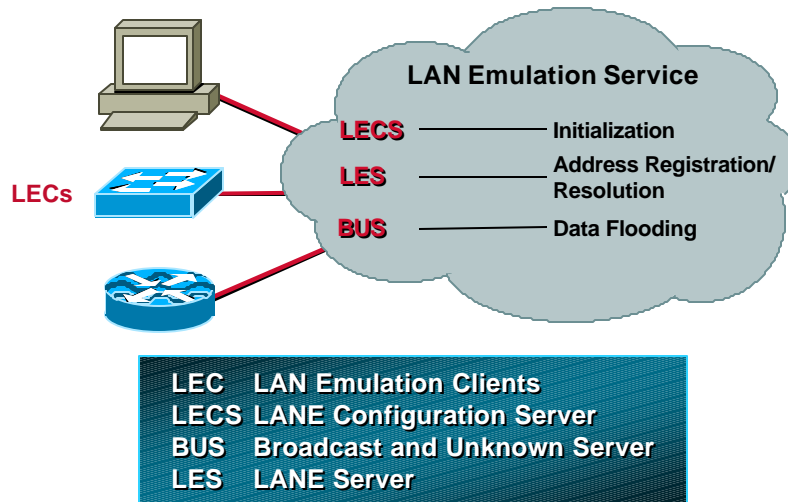 LAN Emulation Service
LECS
Initialization
LECs
LES
Address Registration/
Resolution
BUS
Data Flooding
LEC LAN Emulation Clients
LECS LANE Configuration Server
BUS Broadcast and Unknown Server
LES LANE Server